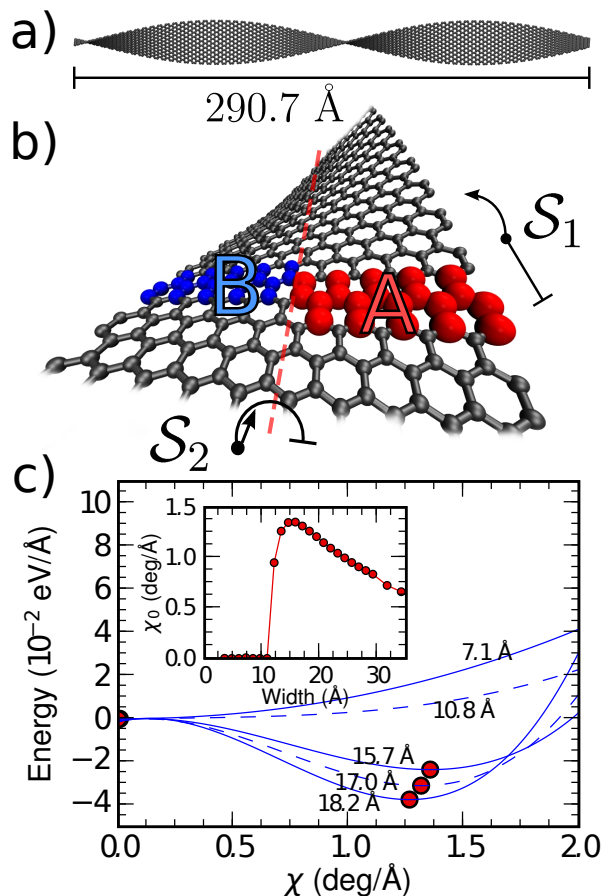 a)
290.7 Å
b)
S₁
B
A
S₂
c)
10
8
6
4
2
0
−2
−4
Energy (10⁻² eV/Å)
0.0
0.5
1.0
1.5
2.0
χ (deg/Å)
1.5
1.0
0.5
0.0
χ₀ (deg/Å)
0
10
20
30
Width (Å)
7.1 Å
10.8 Å
15.7 Å
17.0 Å
18.2 Å